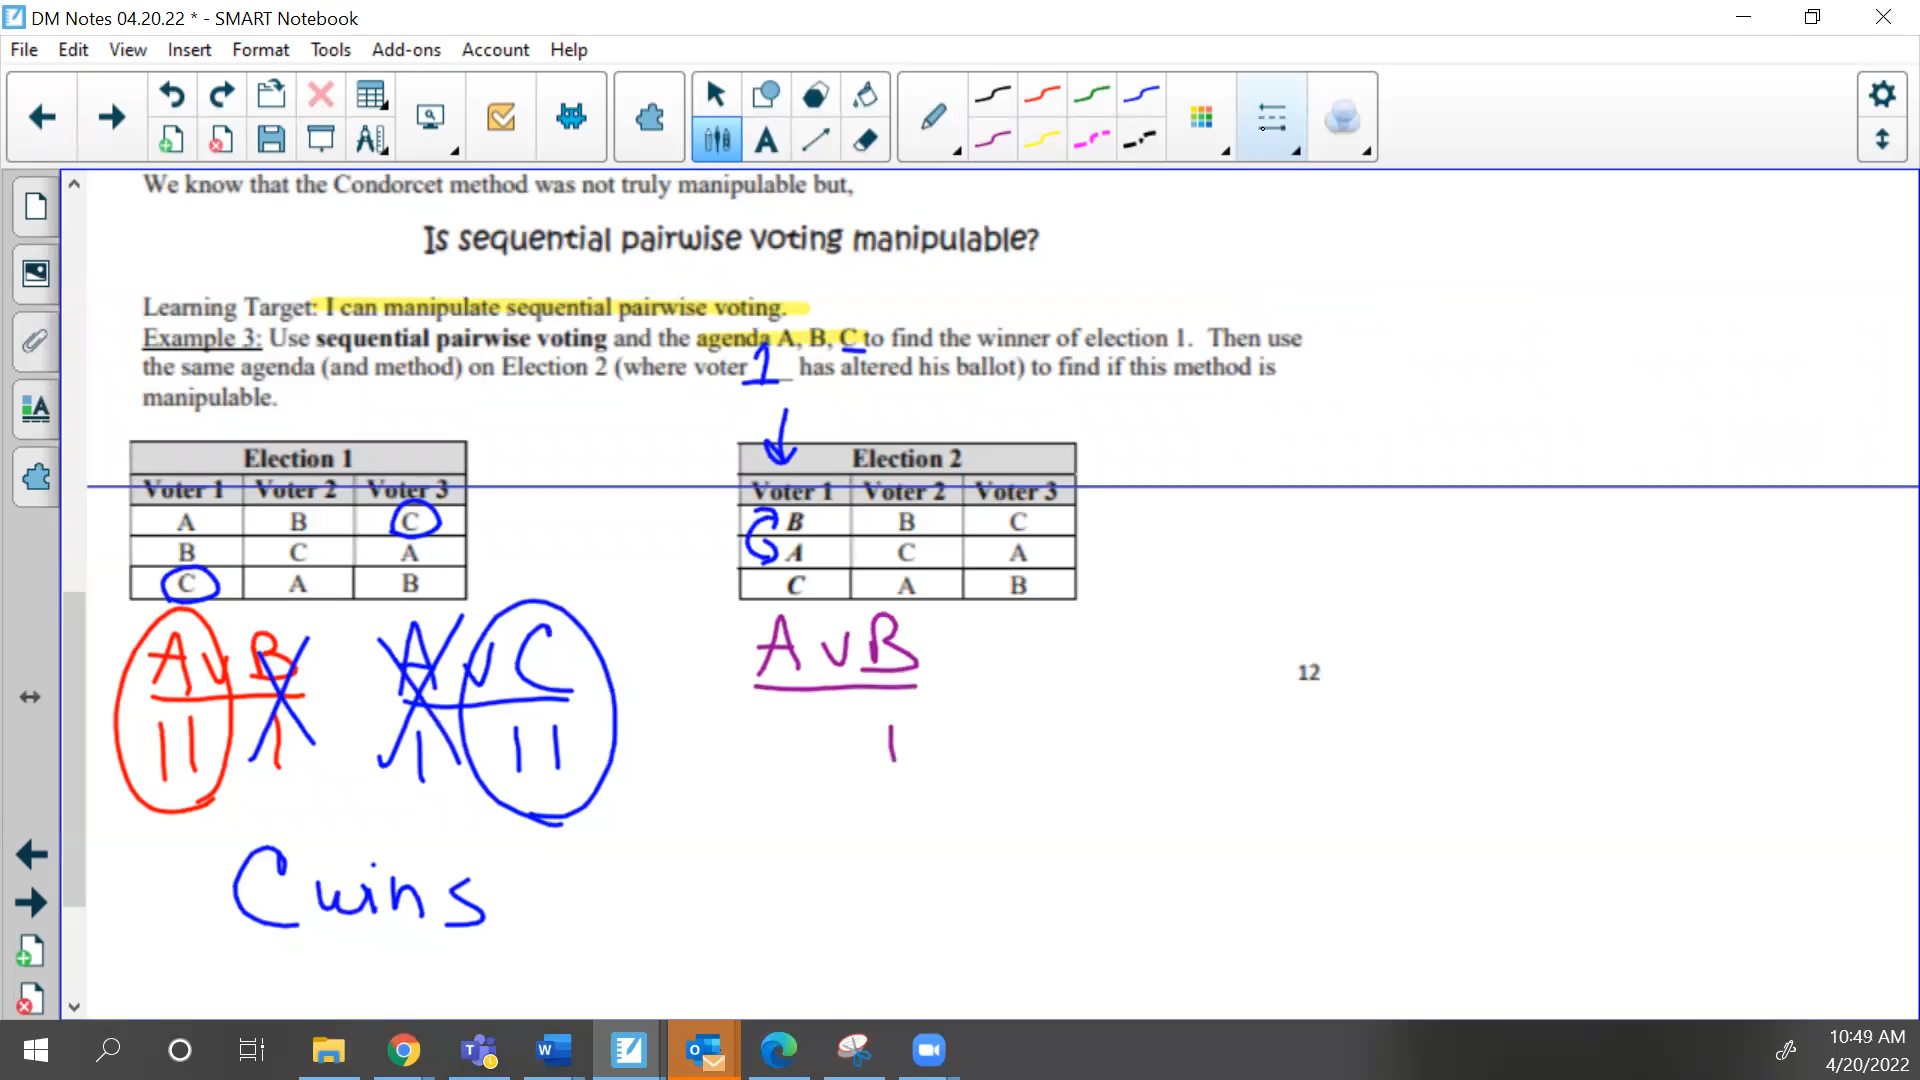 DM Notes 04.20.22 * - SMART Notebook
File Edit View Insert Format Tools Add-ons Account Help
We know that the Condorcet method was not truly manipulable but,
Is sequential pairwise voting manipulable?
Learning Target: I can manipulate sequential pairwise voting.
Example 3: Use sequential pairwise voting and the agenda A, B, C to find the winner of election 1. Then use
the same agenda (and method) on Election 2 (where voter 1 has altered his ballot) to find if this method is
manipulable.
Election 1
Voter 1 Voter 2 Voter 3
A B C
B C A
C A B
Election 2
Voter 1 Voter 2 Voter 3
B B C
A C A
C A B
A v B
11 1
A v C
1 11
C wins
A v B
1
12
10:49 AM
4/20/2022